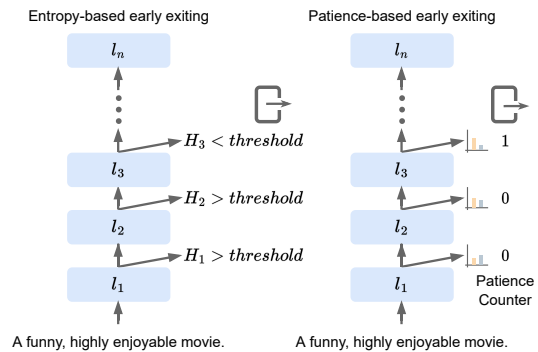 Entropy-based early exiting
l_n
H_3 < threshold
l_3
H_2 > threshold
l_2
H_1 > threshold
l_1
A funny, highly enjoyable movie.
Patience-based early exiting
l_n
1
l_3
0
l_2
0
l_1
Patience
Counter
A funny, highly enjoyable movie.